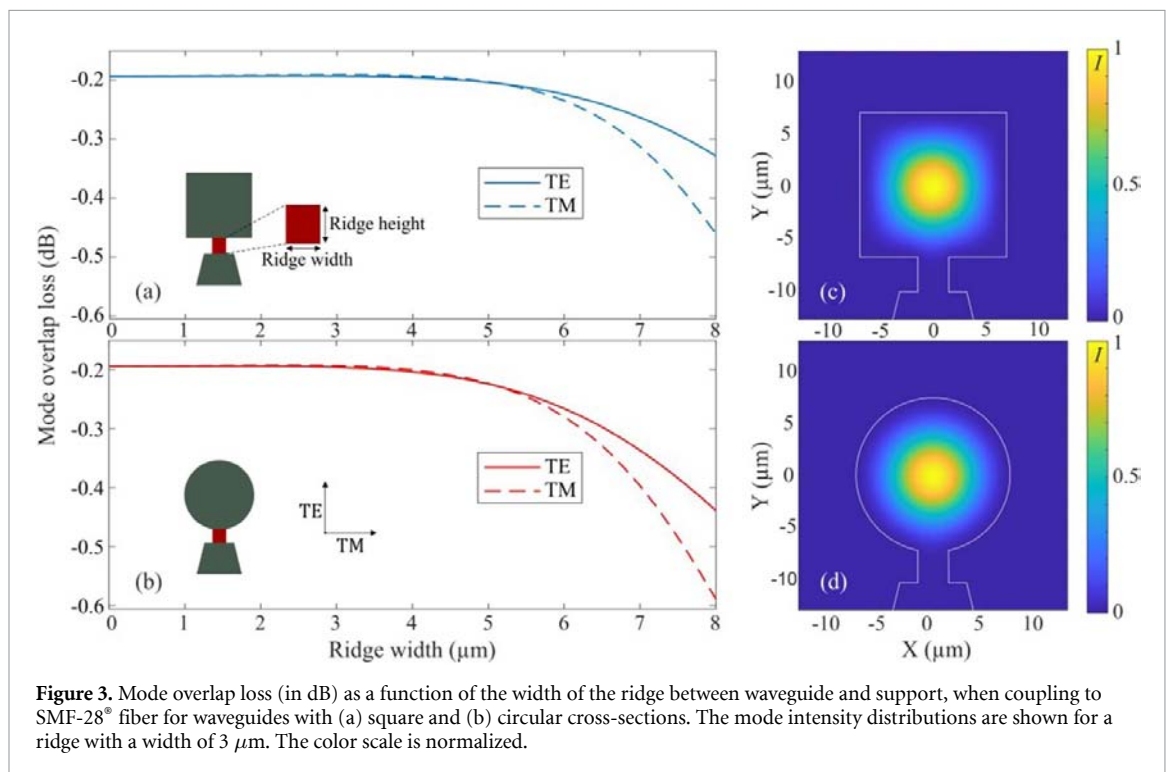 -0.2
-0.3
-0.4
-0.5
-0.6
TE
TM
Ridge height
Ridge width
(a)
0 1 2 3 4 5 6 7 8
Mode overlap loss (dB)
-0.2
-0.3
-0.4
-0.5
-0.6
TE
TM
TE
TM
(b)
0 1 2 3 4 5 6 7 8
Ridge width (µm)
10
5
0
-5
-10
Y (µm)
(c)
-10 -5 0 5 10
1
I
0.5
0
10
5
0
-5
-10
Y (µm)
(d)
-10 -5 0 5 10
X (µm)
1
I
0.5
0
Figure 3. Mode overlap loss (in dB) as a function of the width of the ridge between waveguide and support, when coupling to
SMF-28® fiber for waveguides with (a) square and (b) circular cross-sections. The mode intensity distributions are shown for a
ridge with a width of 3 µm. The color scale is normalized.